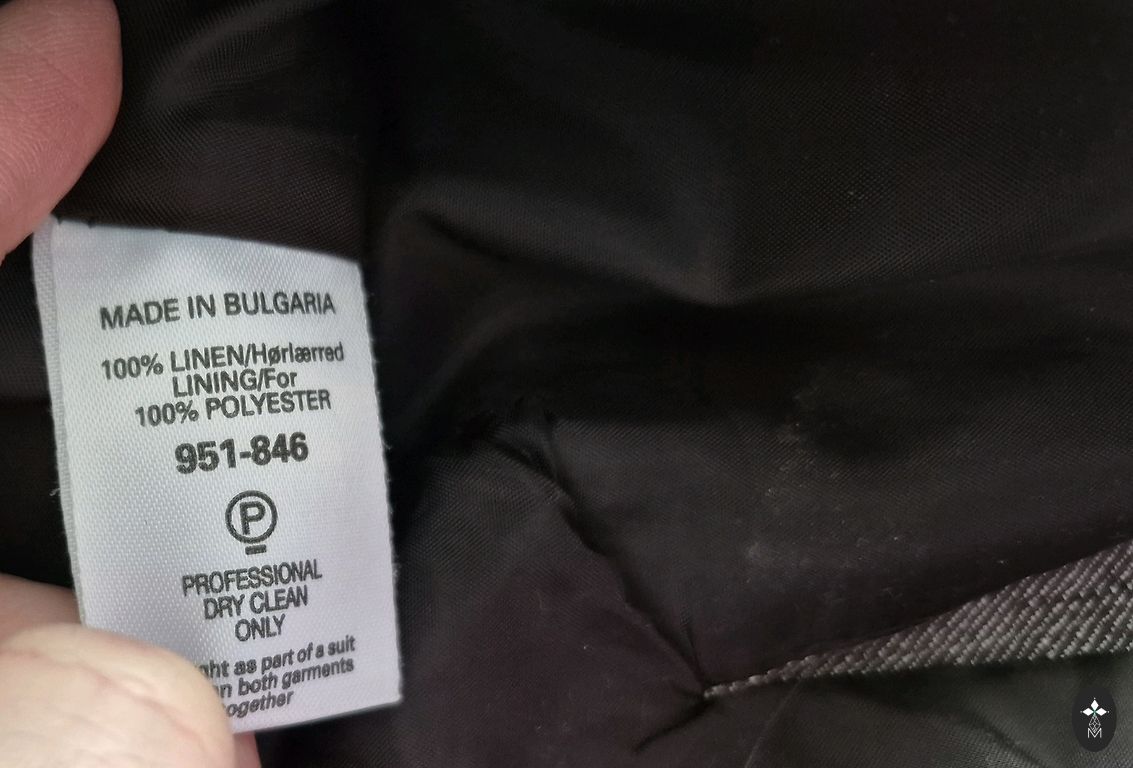 MADE IN BULGARIA
100% LINEN/Hørlærred
LINING/For
100% POLYESTER
951-846
P
PROFESSIONAL
DRY CLEAN
ONLY
as part of a suit
both garments
M